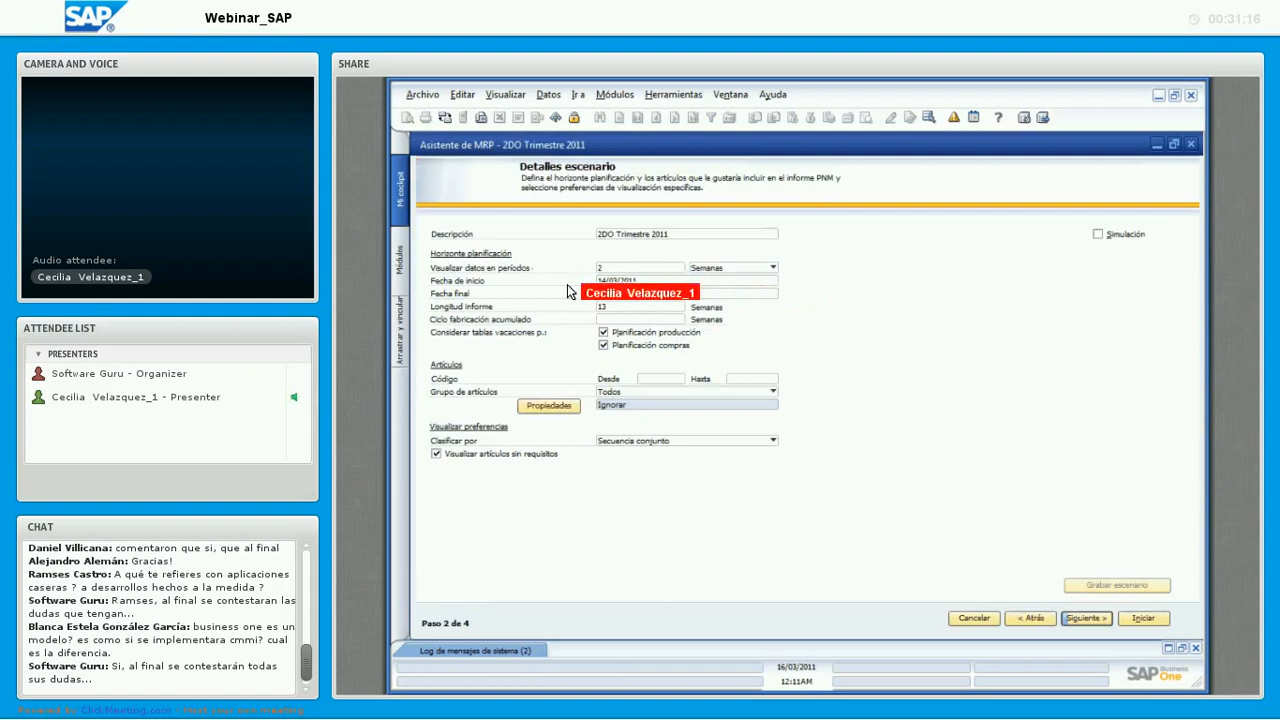 SAP
Webinar_SAP
00:31:16
CAMERA AND VOICE
Audio attendee:
Cecilia Velazquez_1
ATTENDEE LIST
PRESENTERS
Software Guru - Organizer
Cecilia Velazquez_1 - Presenter
CHAT
Daniel Villicana: comentaron que si, que al final
Alejandro Alemán: Gracias!
Ramses Castro: A qué te refieres con aplicaciones
caseras ? a desarrollos hechos a la medida ?
Software Guru: Ramses, al final se contestaran las
dudas que tengan...
Blanca Estela González García: business one es un
modelo? es como si se implementara cmmi? cual
es la diferencia.
Software Guru: Si, al final se contestarán todas
sus dudas...
Powered by ClickMeeting.com - start your own meeting
SHARE
Archivo Editar Visualizar Datos Ir a Módulos Herramientas Ventana Ayuda
Asistente de MRP - 2DO Trimestre 2011
Mi cockpit
Módulos
Arrastrar y vincular
Detalles escenario
Defina el horizonte planificación y los artículos que le gustaría incluir en el informe PNM y
seleccione preferencias de visualización específicas.
Descripción 2DO Trimestre 2011 Simulación
Horizonte planificación
Visualizar datos en períodos 2 Semanas
Fecha de inicio 14/03/2011
Fecha final Cecilia Velazquez_1
Longitud informe 13 Semanas
Ciclo fabricación acumulado Semanas
Considerar tablas vacaciones p.: Planificación producción
Planificación compras
Artículos
Código Desde Hasta
Grupo de artículos Todos
Propiedades Ignorar
Visualizar preferencias
Clasificar por Secuencia conjunto
Visualizar artículos sin requisitos
Grabar escenario
Paso 2 de 4 Cancelar < Atrás Siguiente > Iniciar
Log de mensajes de sistema (2)
16/03/2011
12:11AM
SAP Business One